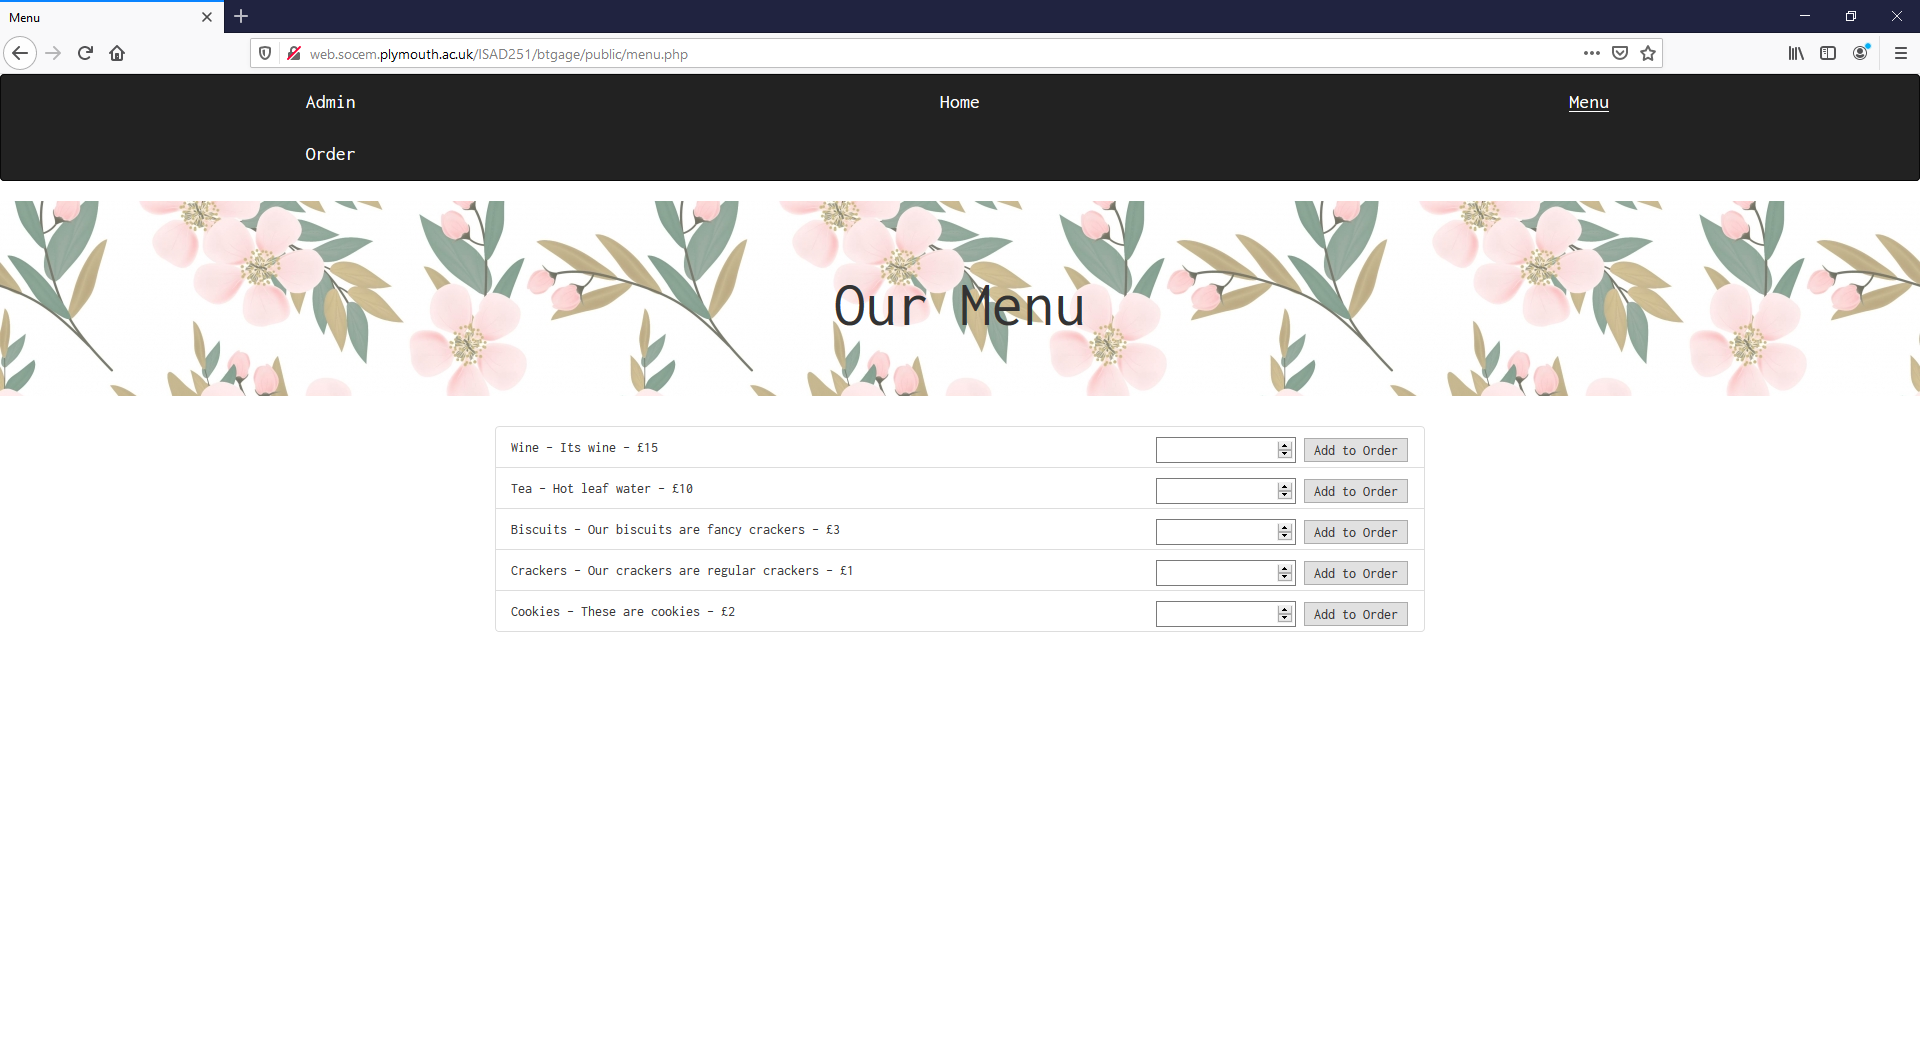 Menu
web.socem.plymouth.ac.uk/ISAD251/btgage/public/menu.php
Admin Home Menu
Order
Our Menu
Wine - Its wine - £15 Add to Order
Tea - Hot leaf water - £10 Add to Order
Biscuits - Our biscuits are fancy crackers - £3 Add to Order
Crackers - Our crackers are regular crackers - £1 Add to Order
Cookies - These are cookies - £2 Add to Order